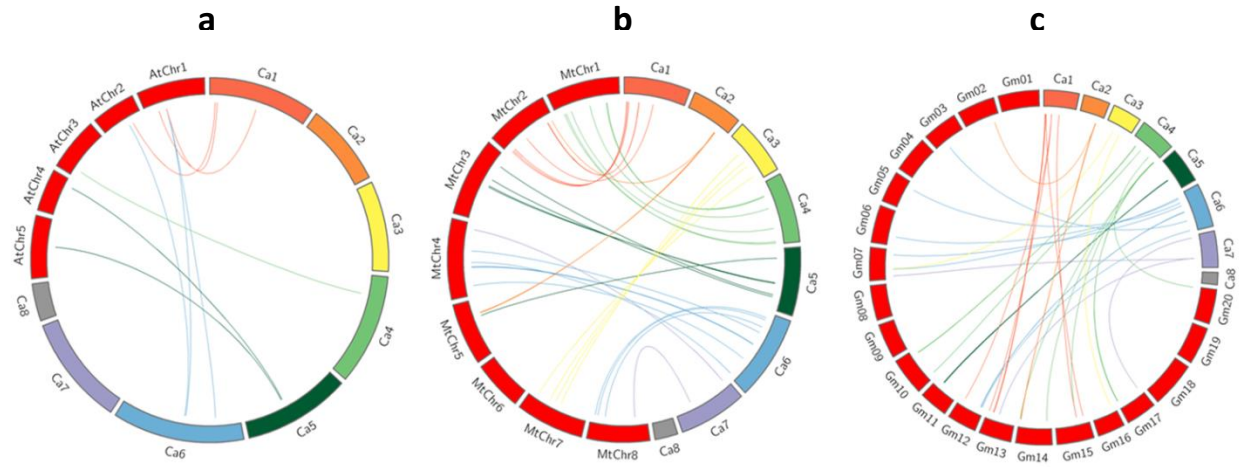 a
b
c
AtChr1
Ca1
Ca2
Ca3
Ca4
Ca5
Ca6
Ca7
Ca8
AtChr5
AtChr4
AtChr3
AtChr2
MtChr1
Ca1
Ca2
Ca3
Ca4
Ca5
Ca6
Ca7
Ca8
MtChr8
MtChr7
MtChr6
MtChr5
MtChr4
MtChr3
MtChr2
Gm01
Ca1
Ca2
Ca3
Ca4
Ca5
Ca6
Ca7
Ca8
Gm20
Gm19
Gm18
Gm17
Gm16
Gm15
Gm14
Gm13
Gm12
Gm11
Gm10
Gm09
Gm08
Gm07
Gm06
Gm05
Gm04
Gm03
Gm02